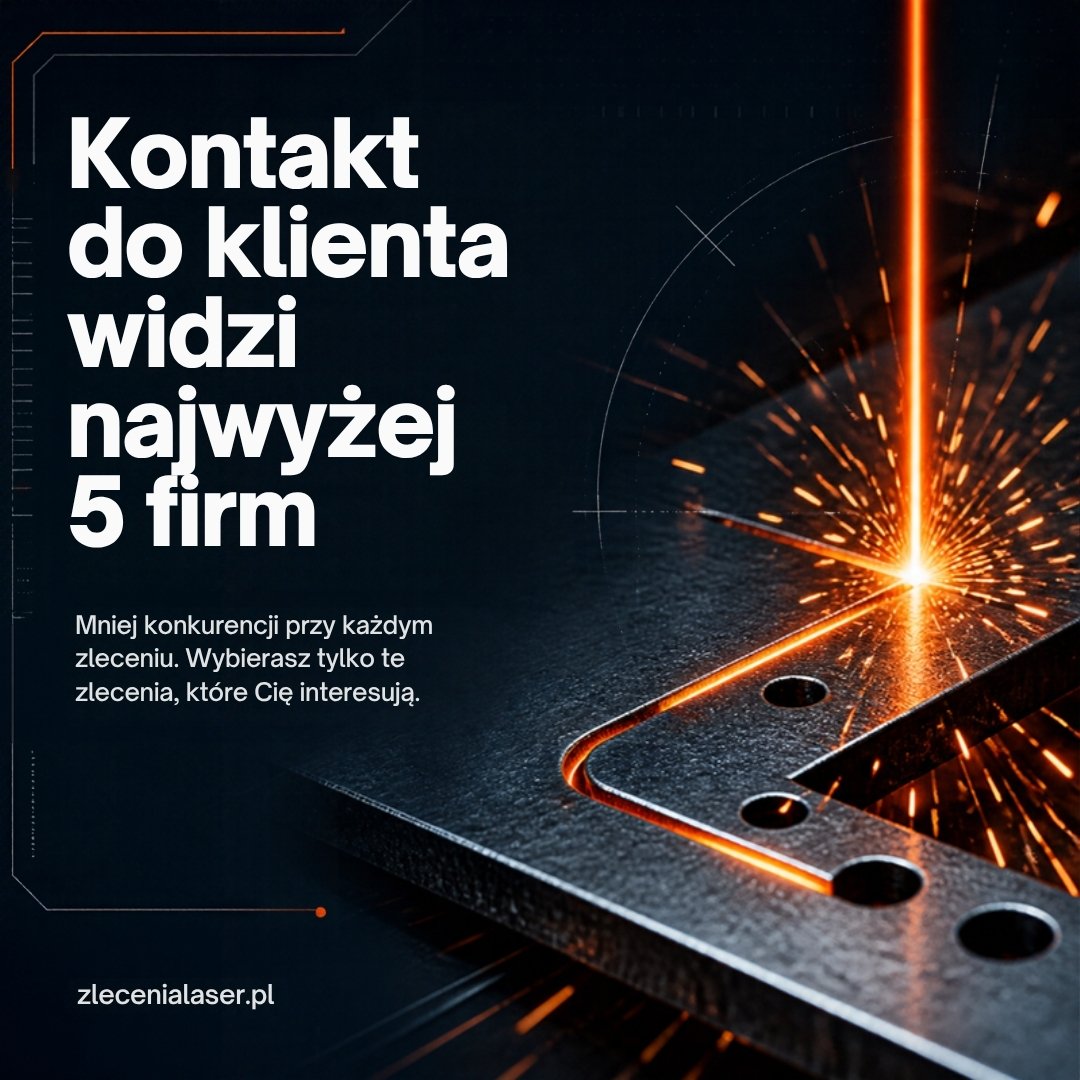 Kontakt
do klienta
widzi
najwyżej
5 firm
Mniej konkurencji przy każdym
zleceniu. Wybierasz tylko te
zlecenia, które Cię interesują.
zlecenialaser.pl